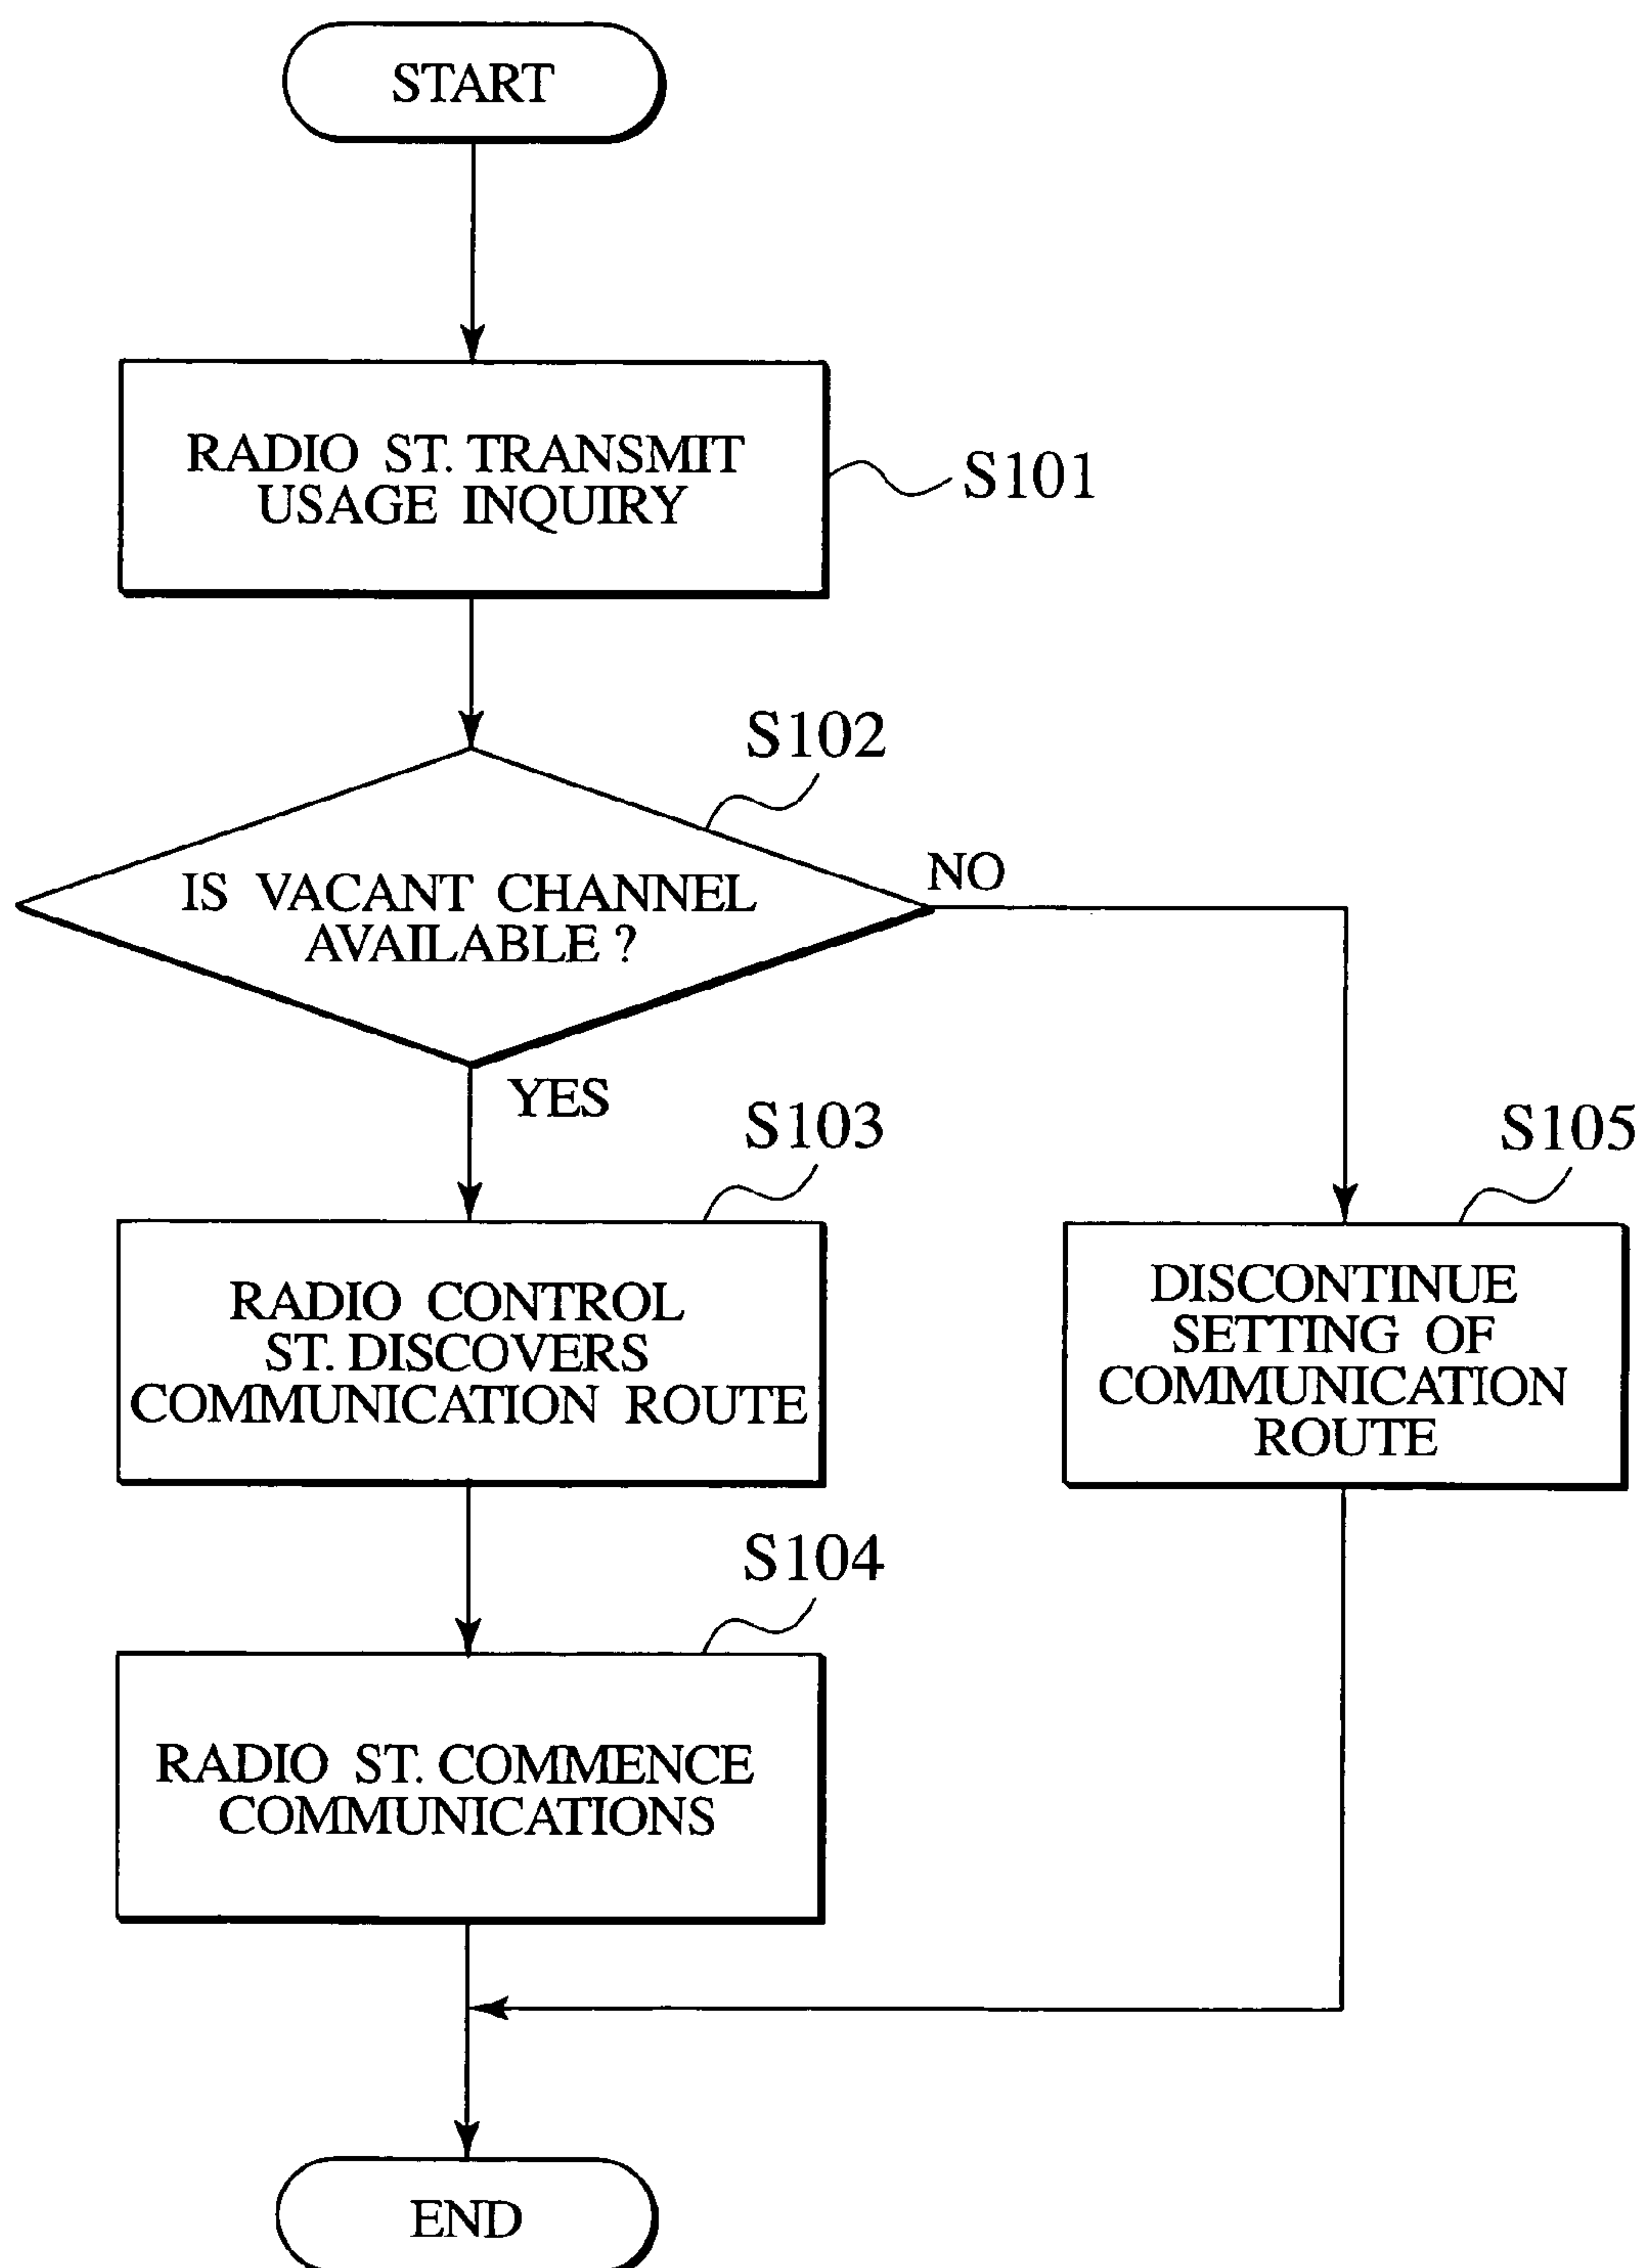 START
RADIO ST. TRANSMIT
USAGE INQUIRY
S101
S102
IS VACANT CHANNEL
AVAILABLE ?
NO
YES
S103
RADIO CONTROL
ST. DISCOVERS
COMMUNICATION ROUTE
S105
DISCONTINUE
SETTING OF
COMMUNICATION
ROUTE
S104
RADIO ST. COMMENCE
COMMUNICATIONS
END